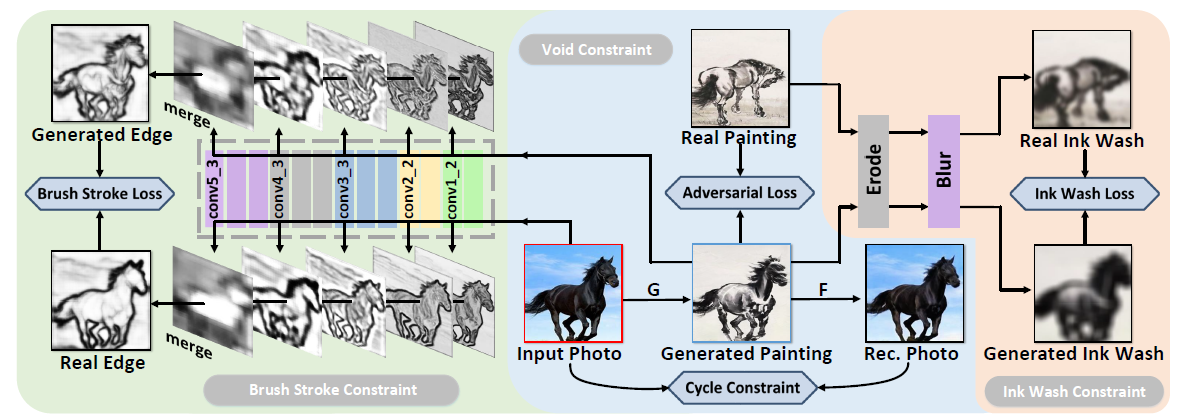 Void Constraint
Generated Edge
merge
Real Painting
Real Ink Wash
Brush Stroke Loss
conv5_3
conv4_3
conv3_3
conv2_2
conv1_2
Adversarial Loss
Erode
Blur
Ink Wash Loss
G
F
Real Edge
merge
Input Photo
Generated Painting
Rec. Photo
Generated Ink Wash
Brush Stroke Constraint
Cycle Constraint
Ink Wash Constraint